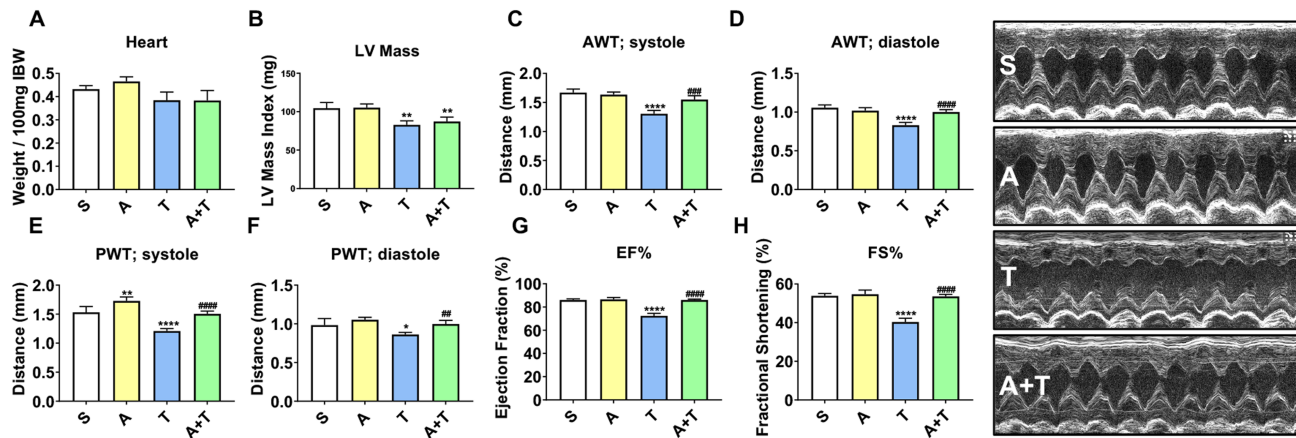 A
Heart
Weight / 100mg IBW
0.5
0.4
0.3
0.2
0.1
0.0
S
A
T
A+T
B
LV Mass
LV Mass Index (mg)
150
100
50
0
**
**
S
A
T
A+T
C
AWT; systole
Distance (mm)
2.0
1.5
1.0
0.5
0.0
****
###
S
A
T
A+T
D
AWT; diastole
Distance (mm)
1.5
1.0
0.5
0.0
****
####
S
A
T
A+T
E
PWT; systole
Distance (mm)
2.0
1.5
1.0
0.5
0.0
**
****
####
S
A
T
A+T
F
PWT; diastole
Distance (mm)
1.5
1.0
0.5
0.0
*
##
S
A
T
A+T
G
EF%
Ejection Fraction (%)
100
80
60
40
20
0
****
####
S
A
T
A+T
H
FS%
Fractional Shortening (%)
60
40
20
0
****
####
S
A
T
A+T
S
A
T
A+T